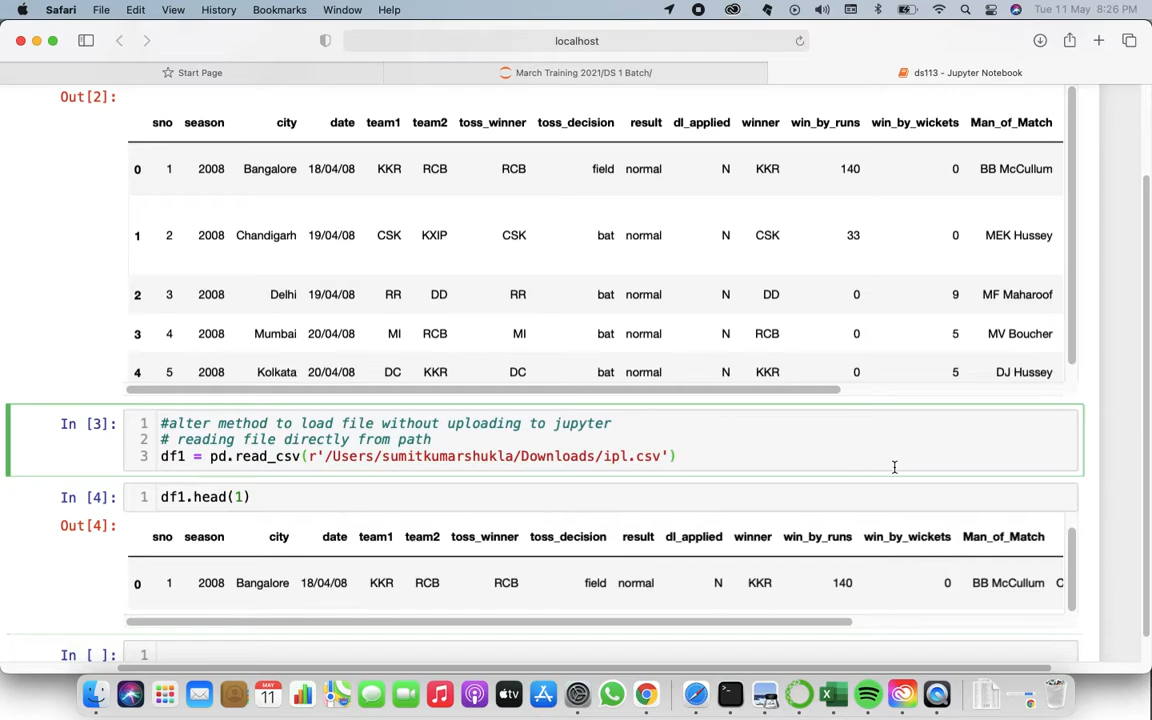 Safari File Edit View History Bookmarks Window Help Tue 11 May 8:26 PM
localhost
Start Page March Training 2021/DS 1 Batch/ ds113 - Jupyter Notebook
Out[2]:
sno season city date team1 team2 toss_winner toss_decision result dl_applied winner win_by_runs win_by_wickets Man_of_Match
0 1 2008 Bangalore 18/04/08 KKR RCB RCB field normal N KKR 140 0 BB McCullum
1 2 2008 Chandigarh 19/04/08 CSK KXIP CSK bat normal N CSK 33 0 MEK Hussey
2 3 2008 Delhi 19/04/08 RR DD RR bat normal N DD 0 9 MF Maharoof
3 4 2008 Mumbai 20/04/08 MI RCB MI bat normal N RCB 0 5 MV Boucher
4 5 2008 Kolkata 20/04/08 DC KKR DC bat normal N KKR 0 5 DJ Hussey
In [3]: 1 #alter method to load file without uploading to jupyter
2 # reading file directly from path
3 df1 = pd.read_csv(r'/Users/sumitkumarshukla/Downloads/ipl.csv')
In [4]: 1 df1.head(1)
Out[4]:
sno season city date team1 team2 toss_winner toss_decision result dl_applied winner win_by_runs win_by_wickets Man_of_Match
0 1 2008 Bangalore 18/04/08 KKR RCB RCB field normal N KKR 140 0 BB McCullum C
In [ ]: 1
MAY
11
tv